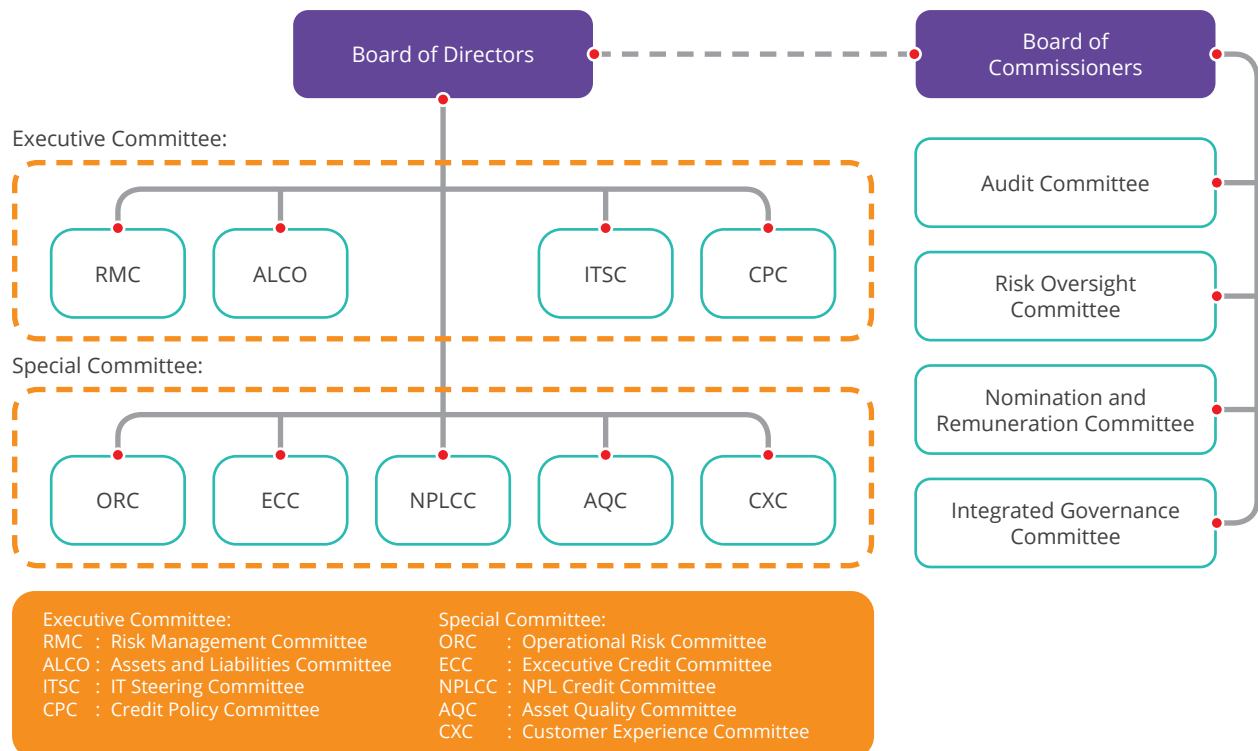 Board of Directors
Board of
Commissioners
Executive Committee:
RMC
ALCO
ITSC
CPC
Special Committee:
ORC
ECC
NPLCC
AQC
CXC
Audit Committee
Risk Oversight
Committee
Nomination and
Remuneration Committee
Integrated Governance
Committee
Executive Committee:
RMC : Risk Management Committee
ALCO : Assets and Liabilities Committee
ITSC : IT Steering Committee
CPC : Credit Policy Committee
Special Committee:
ORC : Operational Risk Committee
ECC : Excecutive Credit Committee
NPLCC : NPL Credit Committee
AQC : Asset Quality Committee
CXC : Customer Experience Committee